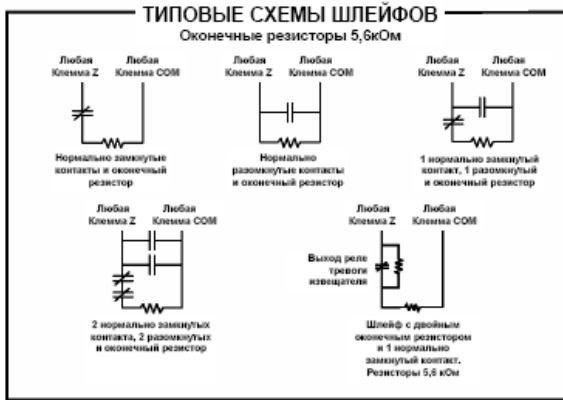 ТИПОВЫЕ СХЕМЫ ШЛЕЙФОВ
Оконечные резисторы 5,6кОм
Любая Клемма Z
Любая Клемма COM
Нормально замкнутые
контакты и оконечный
резистор
Любая Клемма Z
Любая Клемма COM
Нормально
разомкнутые контакты
и оконечный резистор
Любая Клемма Z
Любая Клемма COM
1 нормально замкнутый
контакт, 1 разомкнутый
и оконечный резистор
Любая Клемма Z
Любая Клемма COM
2 нормально замкнутых
контакта, 2 разомкнутых
и оконечный резистор
Любая Клемма Z
Любая Клемма COM
Выход реле
тревоги
извещателя
Шлейф с двойным
оконечным резистором
и 1 нормально
замкнутый контакт.
Резисторы 5,6 кОм